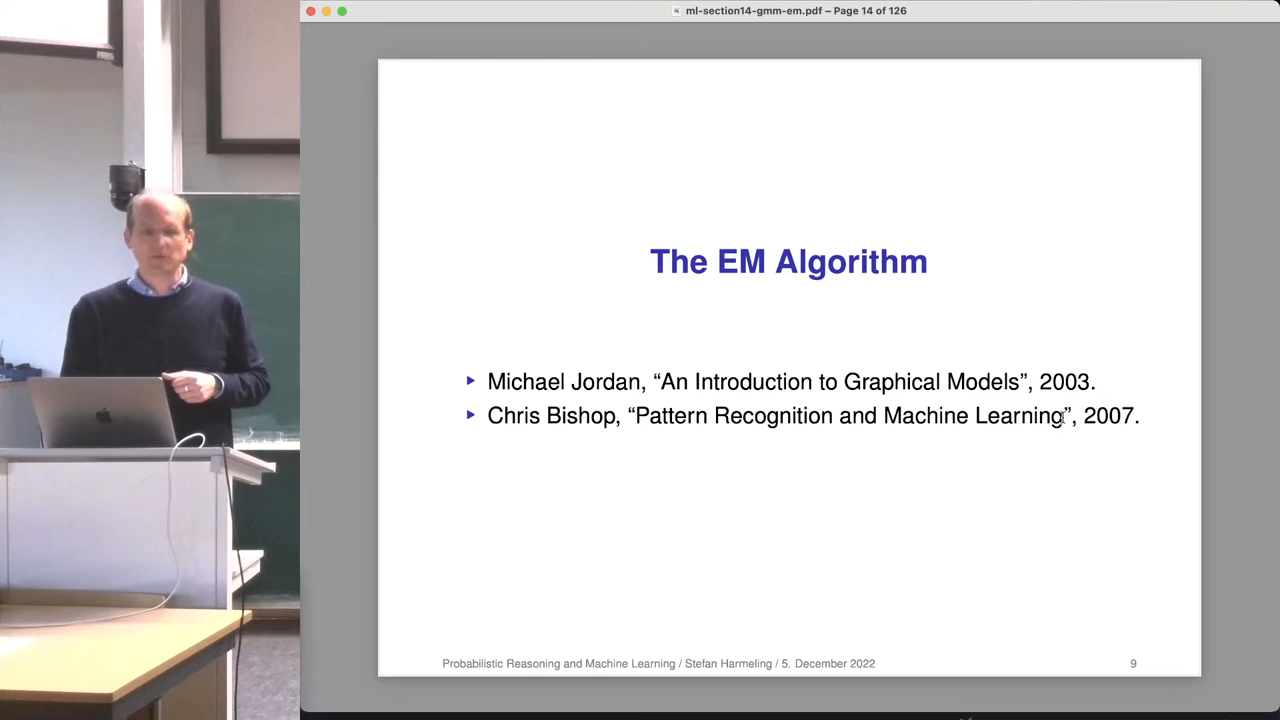 ml-section14-gmm-em.pdf – Page 14 of 126
The EM Algorithm
▸ Michael Jordan, “An Introduction to Graphical Models”, 2003.
▸ Chris Bishop, “Pattern Recognition and Machine Learning”, 2007.
Probabilistic Reasoning and Machine Learning / Stefan Harmeling / 5. December 2022
9